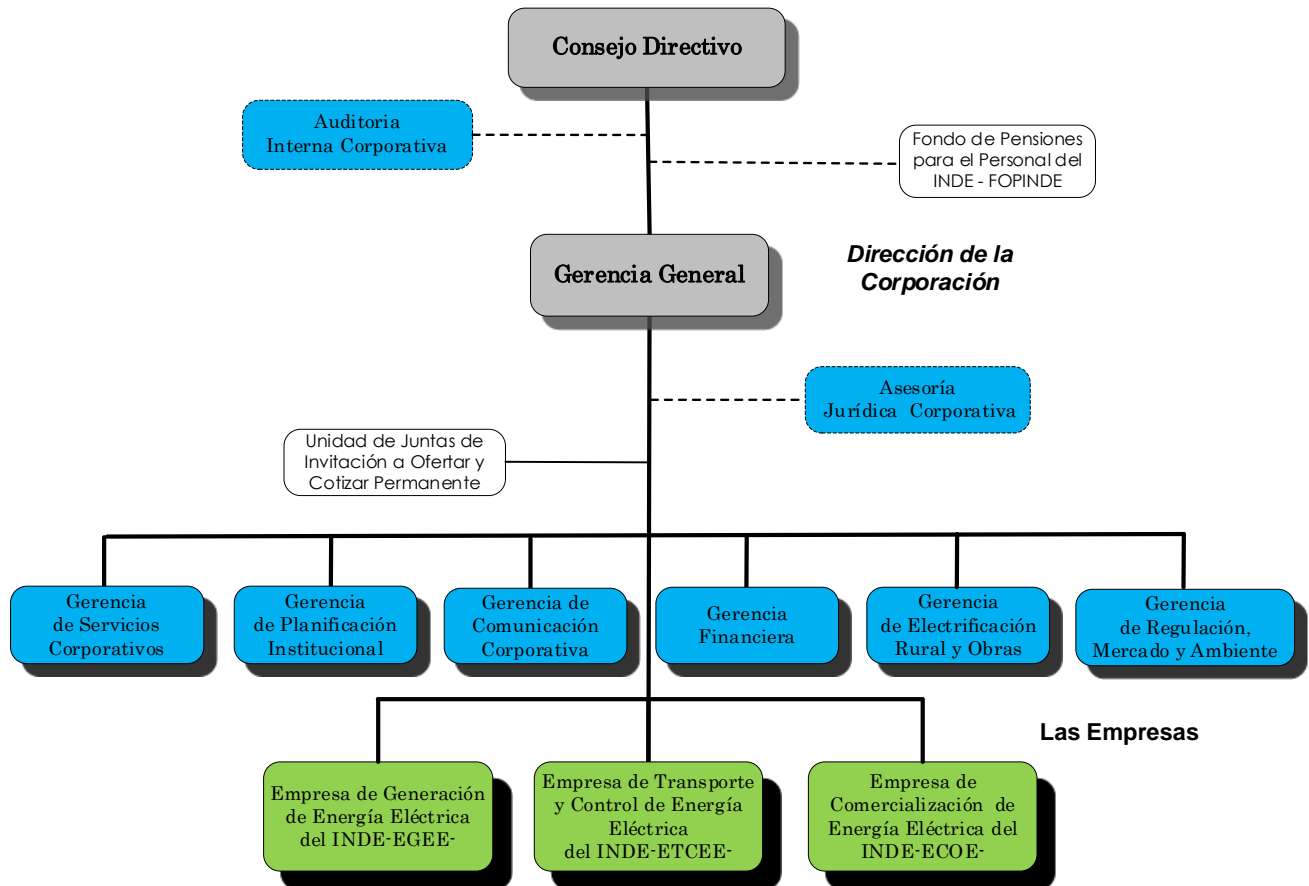 Consejo Directivo
Auditoria
Interna Corporativa
Fondo de Pensiones
para el Personal del
INDE - FOPINDE
Gerencia General
Dirección de la
Corporación
Asesoría
Jurídica Corporativa
Unidad de Juntas de
Invitación a Ofertar y
Cotizar Permanente
Gerencia
de Servicios
Corporativos
Gerencia
de Planificación
Institucional
Gerencia de
Comunicación
Corporativa
Gerencia
Financiera
Gerencia
de Electrificación
Rural y Obras
Gerencia
de Regulación,
Mercado y Ambiente
Las Empresas
Empresa de Generación
de Energía Eléctrica
del INDE-EGEE-
Empresa de Transporte
y Control de Energía
Eléctrica
del INDE-ETCEE-
Empresa de
Comercialización de
Energía Eléctrica del
INDE-ECOE-